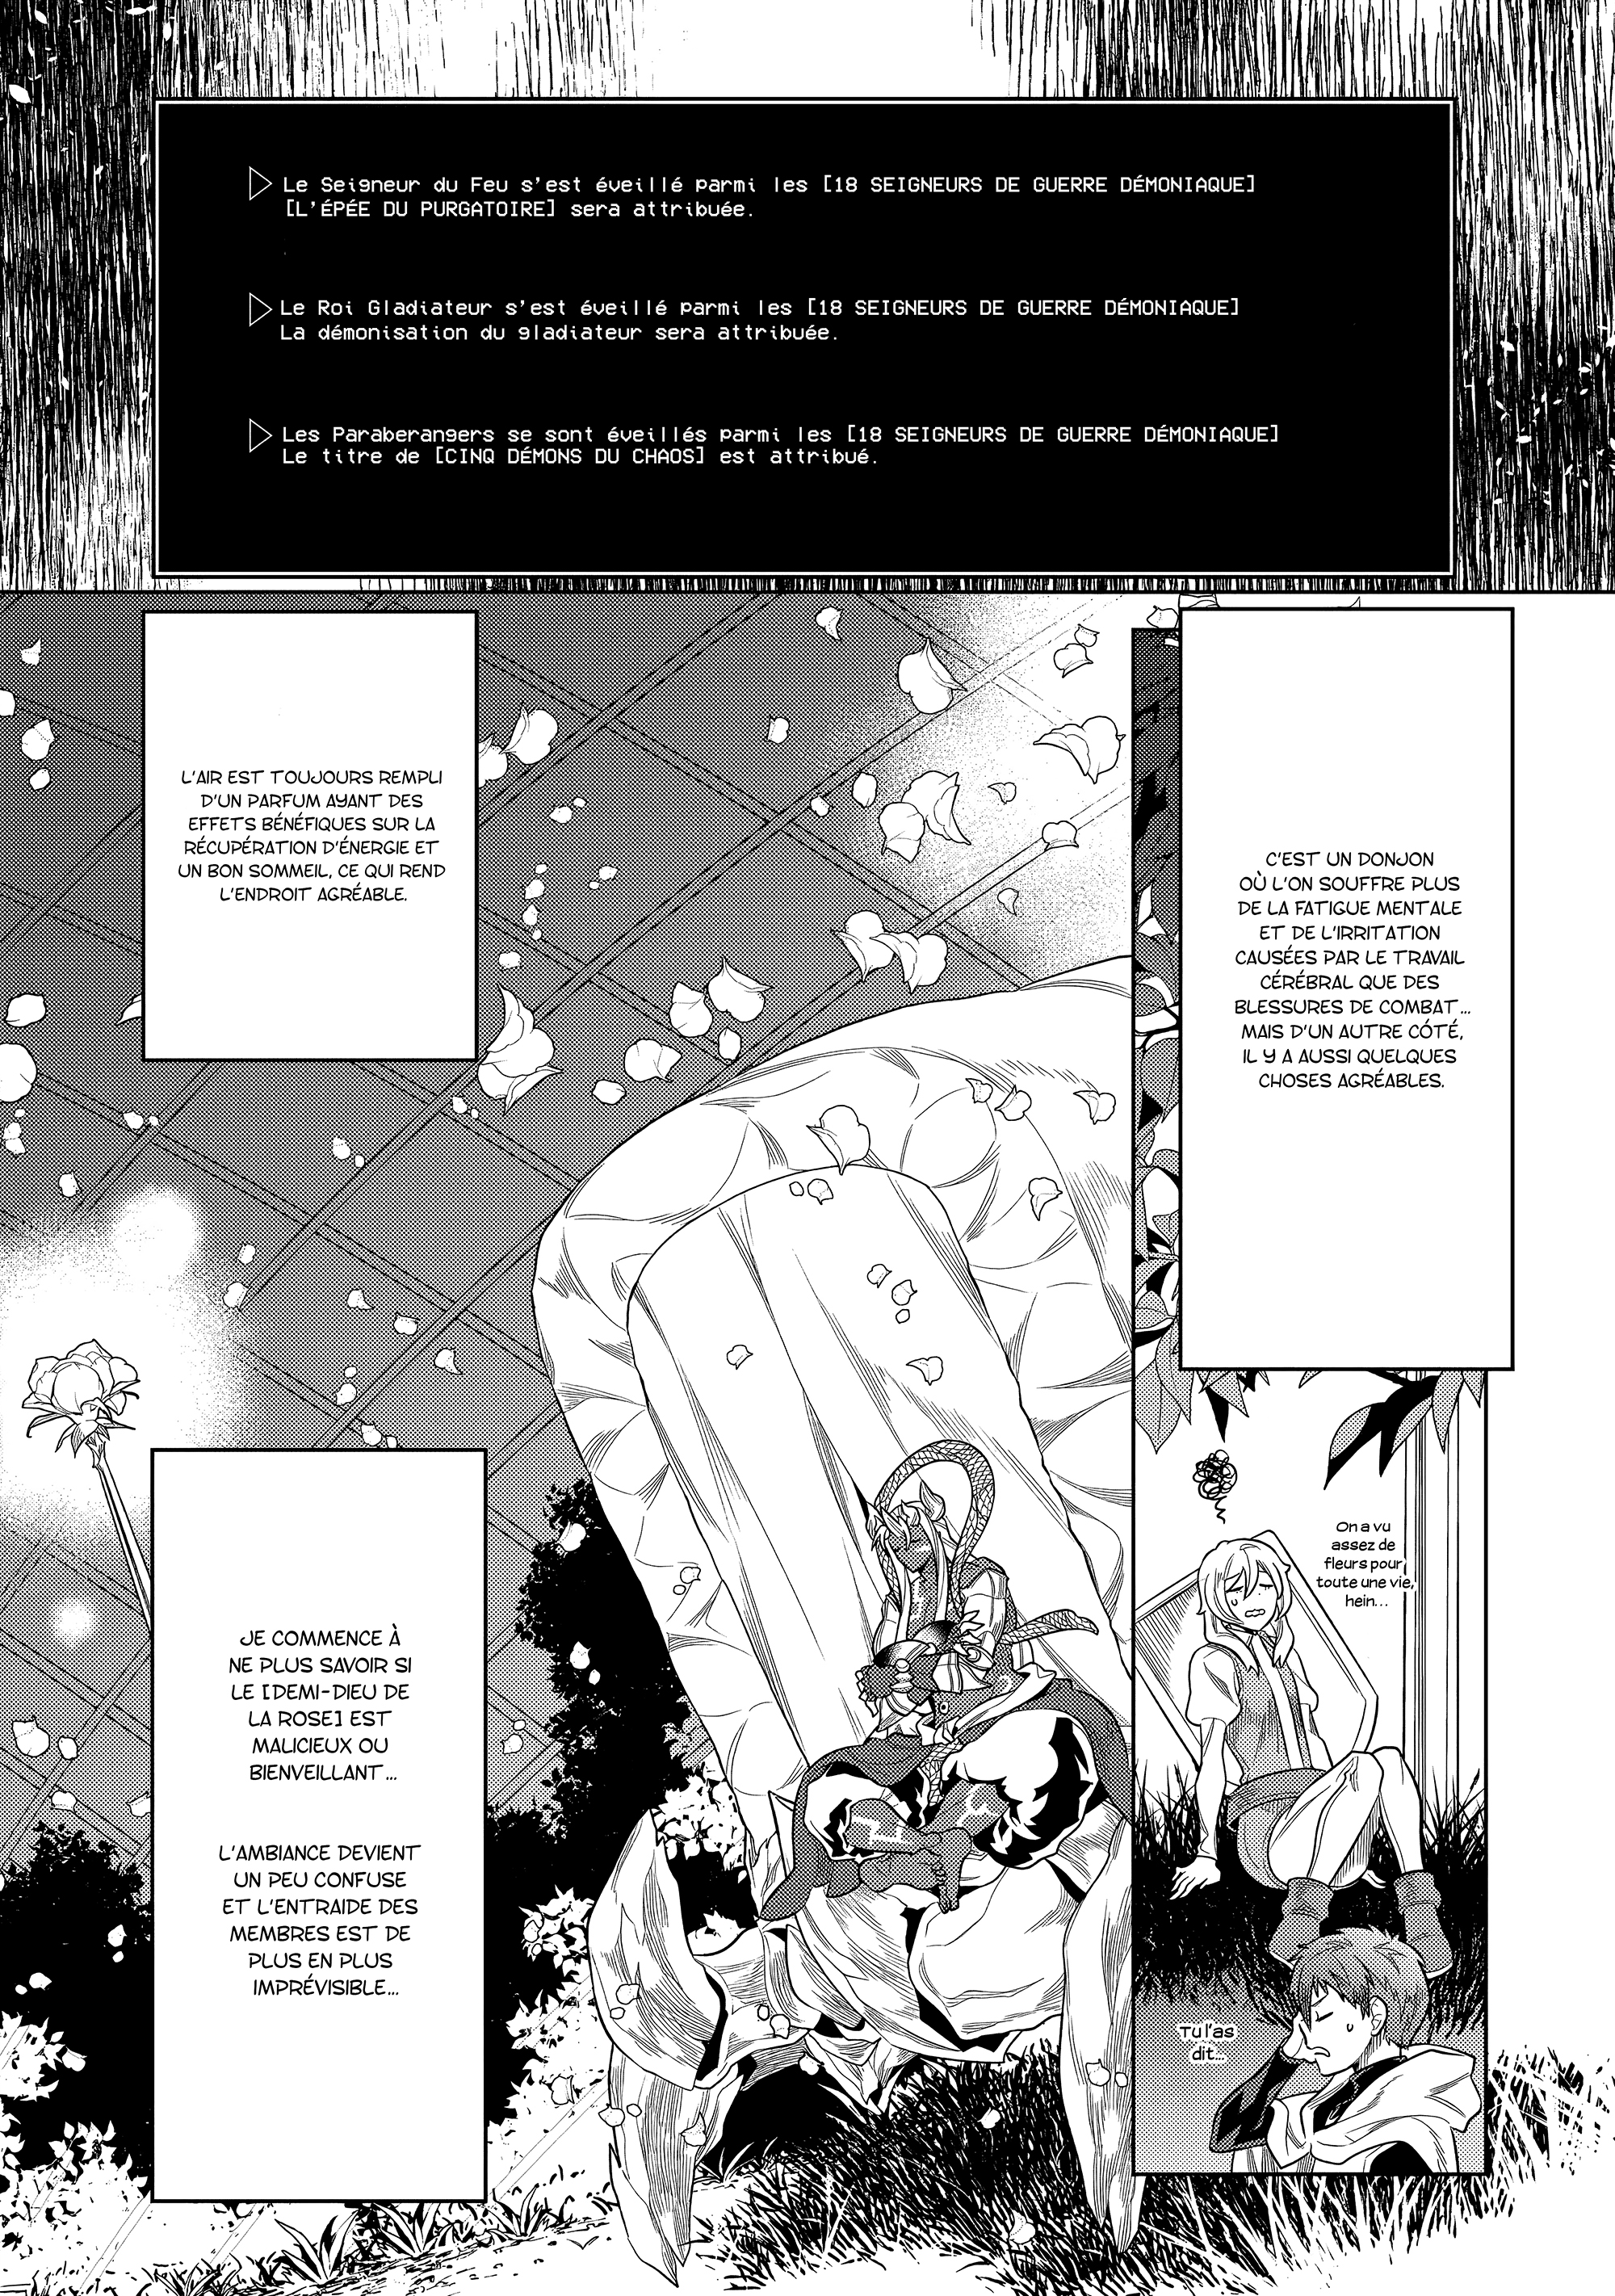 Le Seigneur du Feu s'est éveillé parmi les [18 SEIGNEURS DE GUERRE DÉMONIAQUE]
[L'ÉPÉE DU PURGATOIRE] sera attribuée.
Le Roi Gladiateur s'est éveillé parmi les [18 SEIGNEURS DE GUERRE DÉMONIAQUE]
La démonisation du gladiateur sera attribuée.
Les Paraberangers se sont éveillés parmi les [18 SEIGNEURS DE GUERRE DÉMONIAQUE]
Le titre de [CINQ DÉMONS DU CHAOS] est attribué.
C'EST UN DONJON
OÙ L'ON SOUFFRE PLUS
DE LA FATIGUE MENTALE
ET DE L'IRRITATION
CAUSÉES PAR LE TRAVAIL
CÉRÉBRAL QUE DES
BLESSURES DE COMBAT...
MAIS D'UN AUTRE CÔTÉ,
IL Y A AUSSI QUELQUES
CHOSES AGRÉABLES.
On a vu
assez de
fleurs pour
toute une vie,
hein...
Tu l'as
dit...
L'AIR EST TOUJOURS REMPLI
D'UN PARFUM AYANT DES
EFFETS BÉNÉFIQUES SUR LA
RÉCUPÉRATION D'ÉNERGIE ET
UN BON SOMMEIL, CE QUI REND
L'ENDROIT AGRÉABLE.
JE COMMENCE À
NE PLUS SAVOIR SI
LE [DEMI-DIEU DE
LA ROSE] EST
MALICIEUX OU
BIENVEILLANT...
L'AMBIANCE DEVIENT
UN PEU CONFUSE
ET L'ENTRAIDE DES
MEMBRES EST DE
PLUS EN PLUS
IMPRÉVISIBLE...